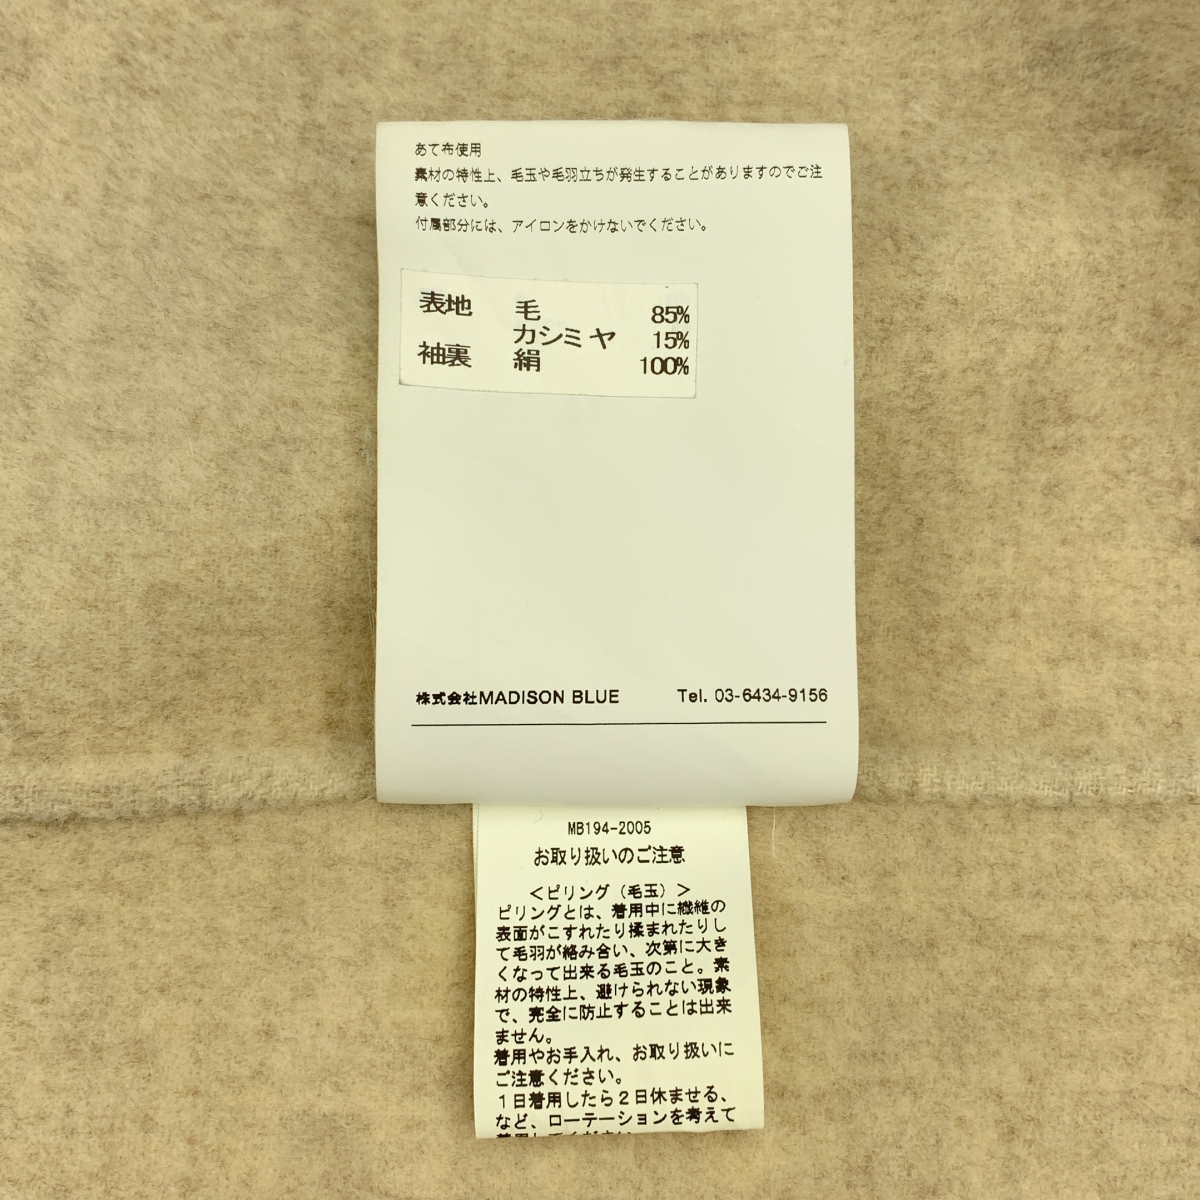 あて布使用
素材の特性上、毛玉や毛羽立ちが発生することがありますのでご注
意ください。
付属部分には、アイロンをかけないでください。
表地 毛 85%
カシミヤ 15%
袖裏 絹 100%
株式会社MADISON BLUE Tel. 03-6434-9156
MB194-2005
お取り扱いのご注意
＜ピリング（毛玉）＞
ピリングとは、着用中に繊維の
表面がこすれたり揉まれたりし
て毛羽が絡み合い、次第に大き
くなって出来る毛玉のこと。素
材の特性上、避けられない現象
で、完全に防止することは出来
ません。
着用やお手入れ、お取り扱いに
ご注意ください。
１日着用したら２日休ませる、
など、ローテーションを考えて